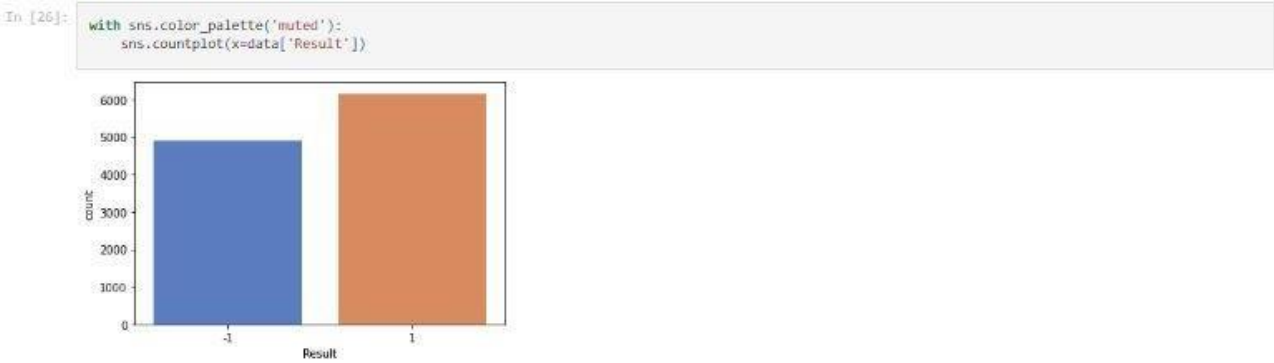 In [26]:
with sns.color_palette('muted'):
sns.countplot(x=data['Result'])
6000
5000
4000
3000
2000
1000
0
count
-1
1
Result